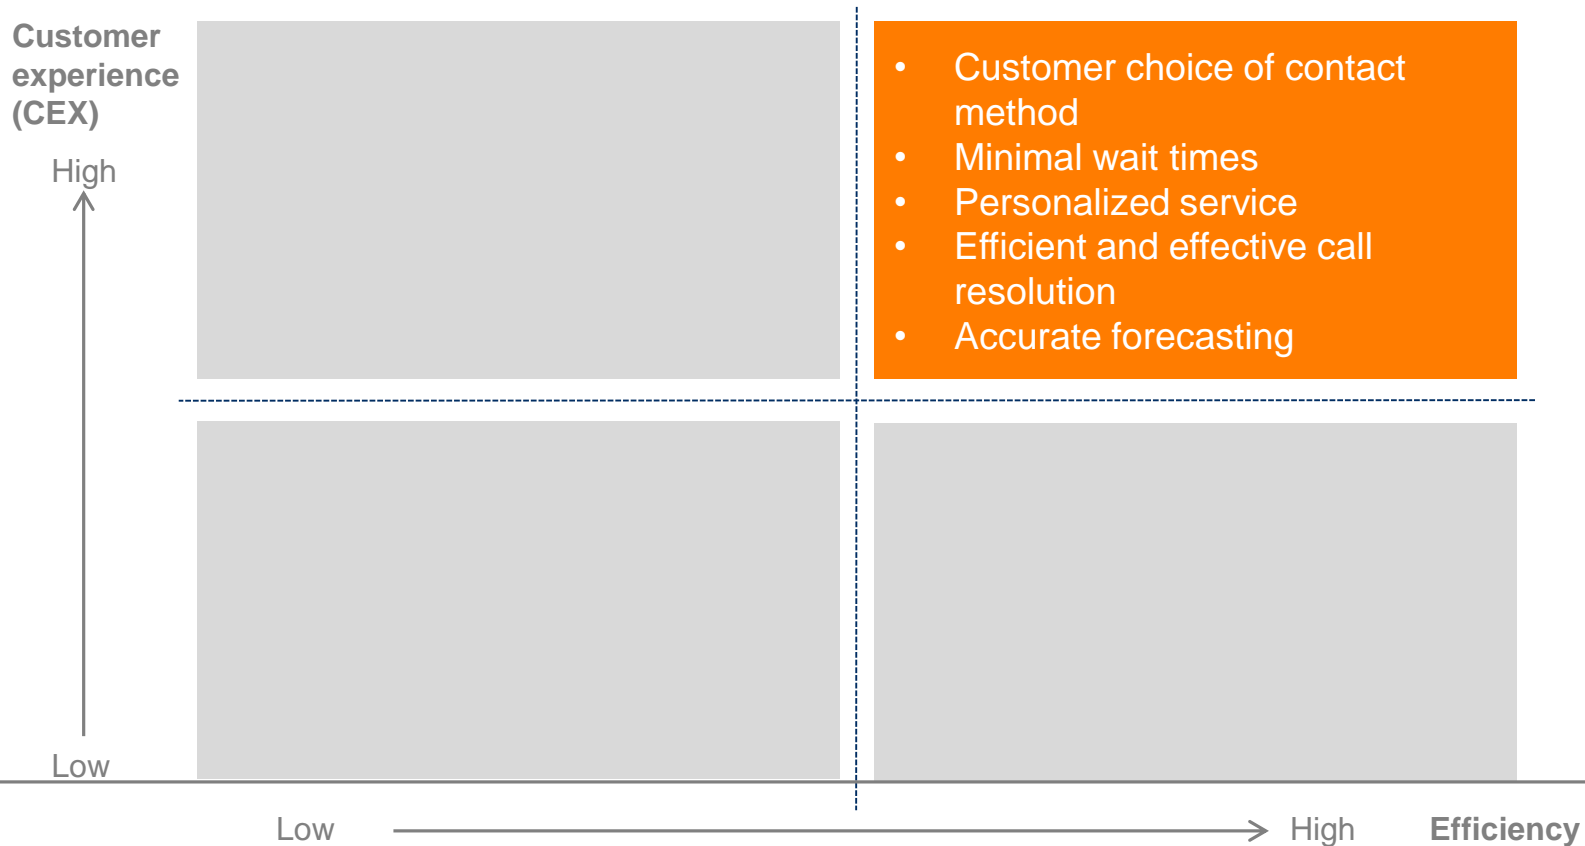 Customer
experience
(CEX)
High
• Customer choice of contact
method
• Minimal wait times
• Personalized service
• Efficient and effective call
resolution
• Accurate forecasting
Low
Low
High
Efficiency